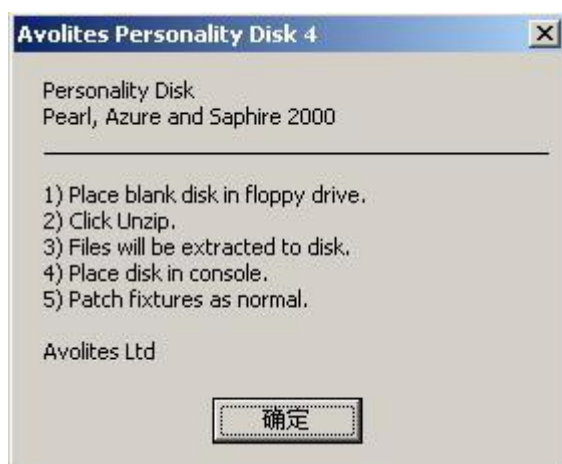 Avolites Personality Disk 4
Personality Disk
Pearl, Azure and Saphire 2000
1) Place blank disk in floppy drive.
2) Click Unzip.
3) Files will be extracted to disk.
4) Place disk in console.
5) Patch fixtures as normal.
Avolites Ltd
确定